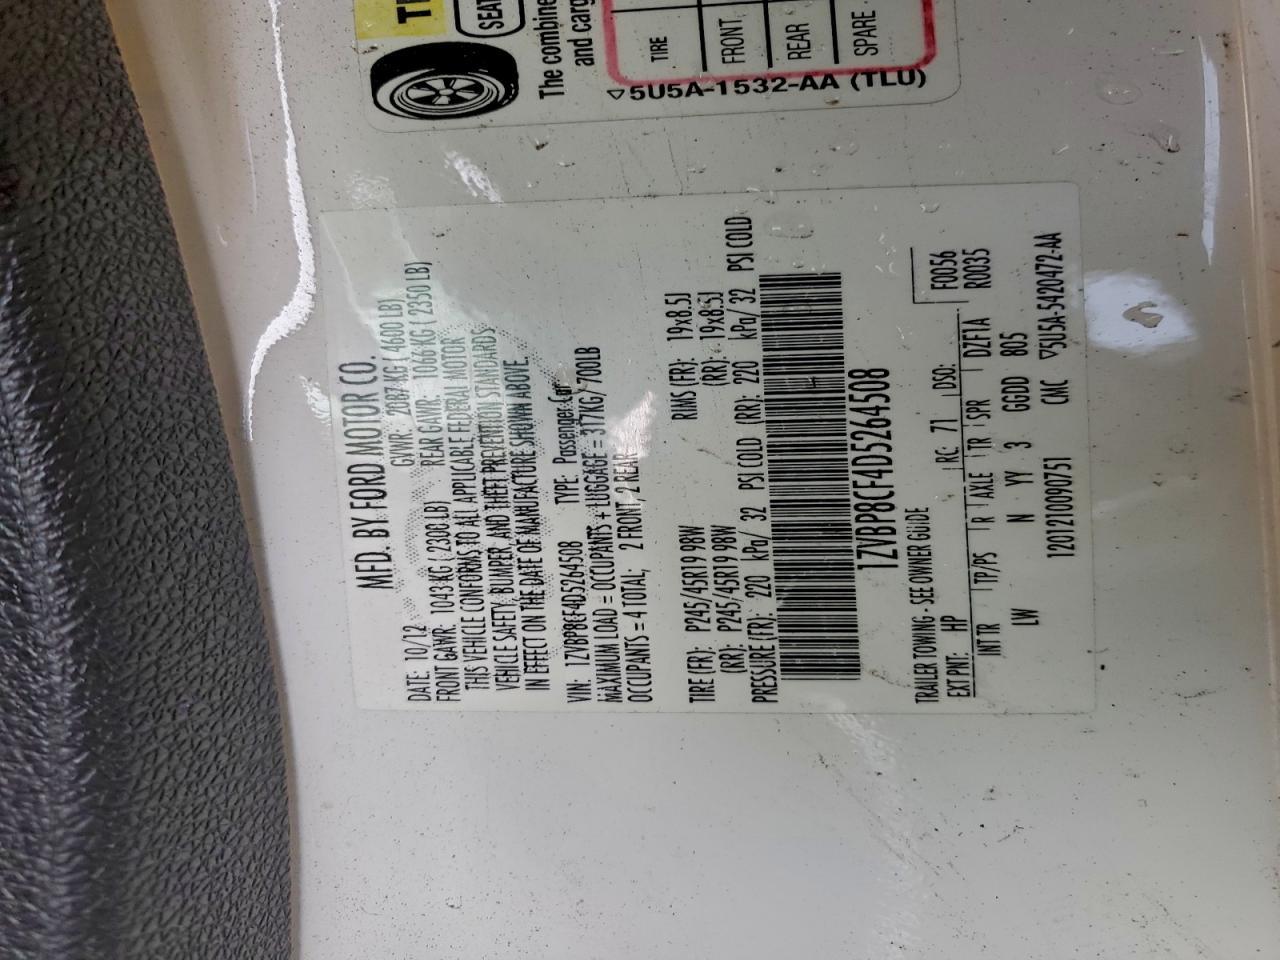 TI
SEAT
The combine
and carg
TIRE
FRONT
REAR
SPARE
5U5A-1532-AA (TLU)
MFD. BY FORD MOTOR CO.
DATE: 10/12 GVWR: 2087 KG ( 4600 LB)
FRONT GAWR: 1043 KG ( 2300 LB) REAR GAWR: 1066 KG ( 2350 LB)
THIS VEHICLE CONFORMS TO ALL APPLICABLE FEDERAL MOTOR
VEHICLE SAFETY, BUMPER, AND THEFT PREVENTION STANDARDS
IN EFFECT ON THE DATE OF MANUFACTURE SHOWN ABOVE.
VIN: 1ZVBP8CF4D5264508 TYPE: Passenger Car
MAXIMUM LOAD = OCCUPANTS + LUGGAGE = 317KG/ 700LB
OCCUPANTS = 4 TOTAL; 2 FRONT, 2 REAR
TIRE (FR): P245/45R19 98W RIMS (FR): 19x8.5J
(RR): P245/45R19 98W (RR): 19x8.5J
PRESSURE (FR): 220 kPa/ 32 PSI COLD (RR): 220 kPa/ 32 PSI COLD
1ZVBP8CF4D5264508
TRAILER TOWING - SEE OWNER GUIDE F0056
EXT PNT: HP RC: 71 DSO: R0035
INT TR TP/PS R AXLE TR SPR DZF1A
LW N YY 3 GGDD 805
1201210090751 CMC ▽5U5A-5420472-AA